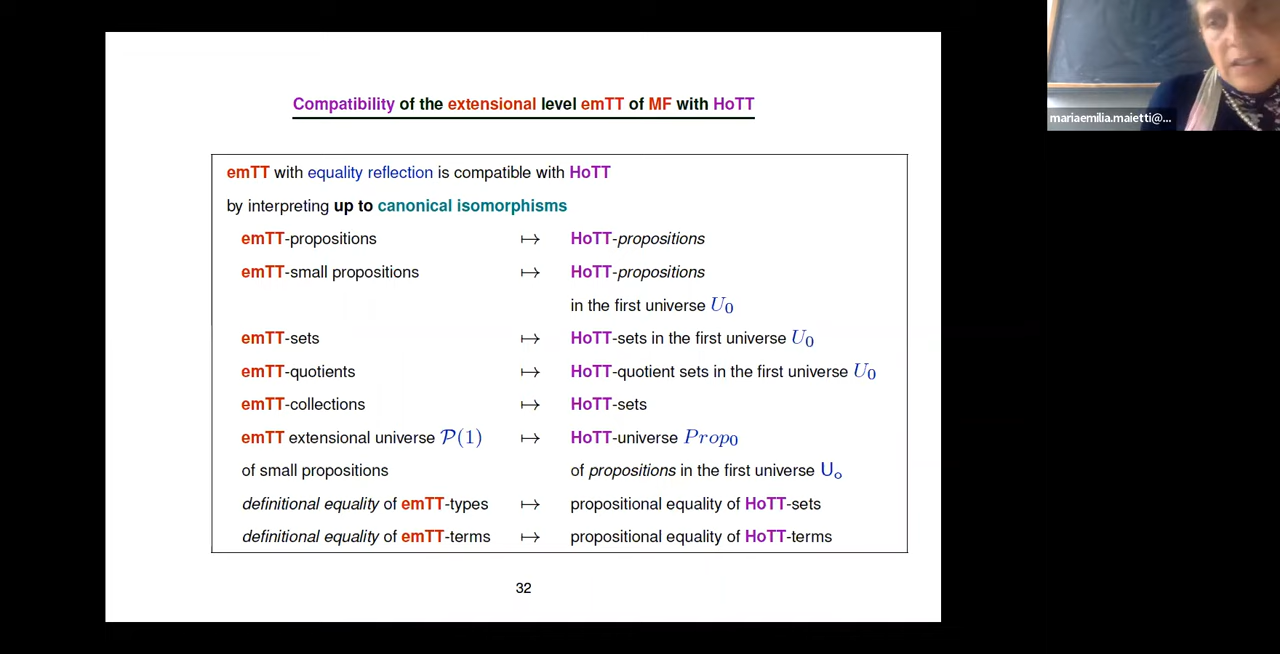 Compatibility of the extensional level emTT of MF with HoTT
mariaemilia.maietti@...
emTT with equality reflection is compatible with HoTT
by interpreting up to canonical isomorphisms
emTT-propositions ↦ HoTT-propositions
emTT-small propositions ↦ HoTT-propositions
in the first universe U₀
emTT-sets ↦ HoTT-sets in the first universe U₀
emTT-quotients ↦ HoTT-quotient sets in the first universe U₀
emTT-collections ↦ HoTT-sets
emTT extensional universe 𝒫(1) ↦ HoTT-universe Prop₀
of small propositions of propositions in the first universe Uₒ
definitional equality of emTT-types ↦ propositional equality of HoTT-sets
definitional equality of emTT-terms ↦ propositional equality of HoTT-terms
32